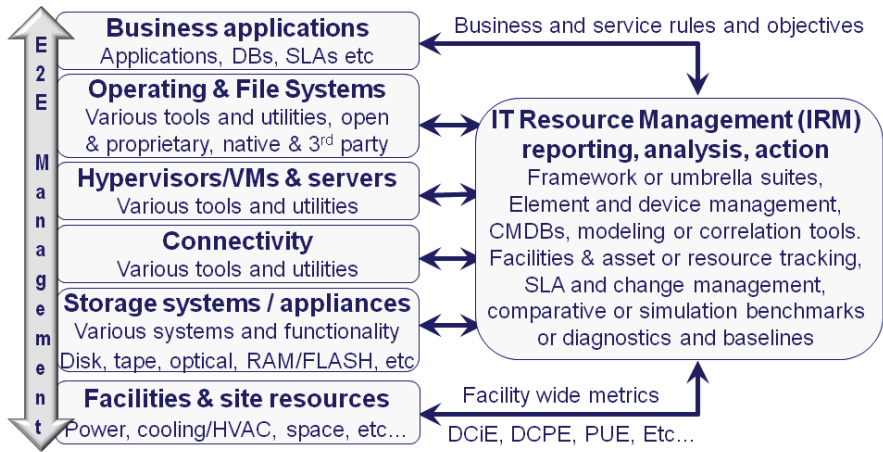 E2E Management
Business applications
Applications, DBs, SLAs etc
Operating & File Systems
Various tools and utilities, open
& proprietary, native & 3rd party
Hypervisors/VMs & servers
Various tools and utilities
Connectivity
Various tools and utilities
Storage systems / appliances
Various systems and functionality
Disk, tape, optical, RAM/FLASH, etc
Facilities & site resources
Power, cooling/HVAC, space, etc...
Business and service rules and objectives
IT Resource Management (IRM)
reporting, analysis, action
Framework or umbrella suites,
Element and device management,
CMDBs, modeling or correlation tools.
Facilities & asset or resource tracking,
SLA and change management,
comparative or simulation benchmarks
or diagnostics and baselines
Facility wide metrics
DCiE, DCPE, PUE, Etc...